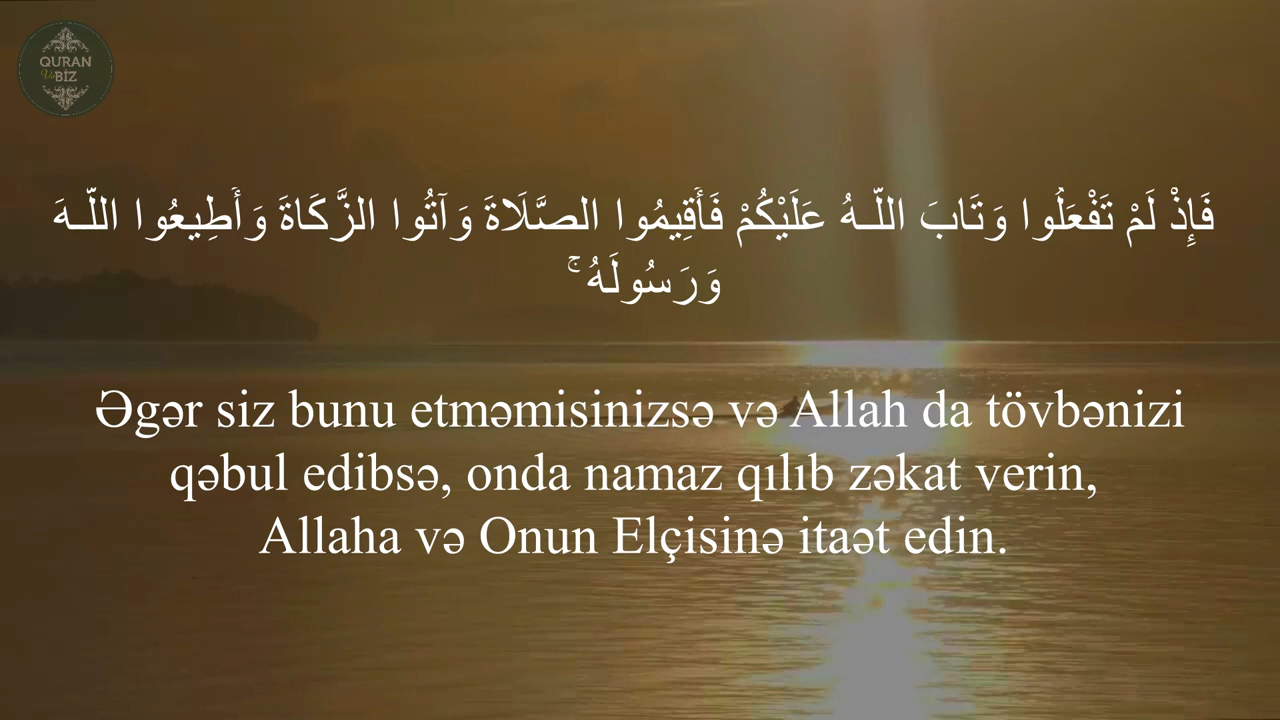 QURAN
Və BİZ
فَإِذْ لَمْ تَفْعَلُوا وَتَابَ اللَّـهُ عَلَيْكُمْ فَأَقِيمُوا الصَّلَاةَ وَآتُوا الزَّكَاةَ وَأَطِيعُوا اللَّـهَ
وَرَسُولَهُ ۚ
Əgər siz bunu etməmisinizsə və Allah da tövbənizi
qəbul edibsə, onda namaz qılıb zəkat verin,
Allaha və Onun Elçisinə itaət edin.